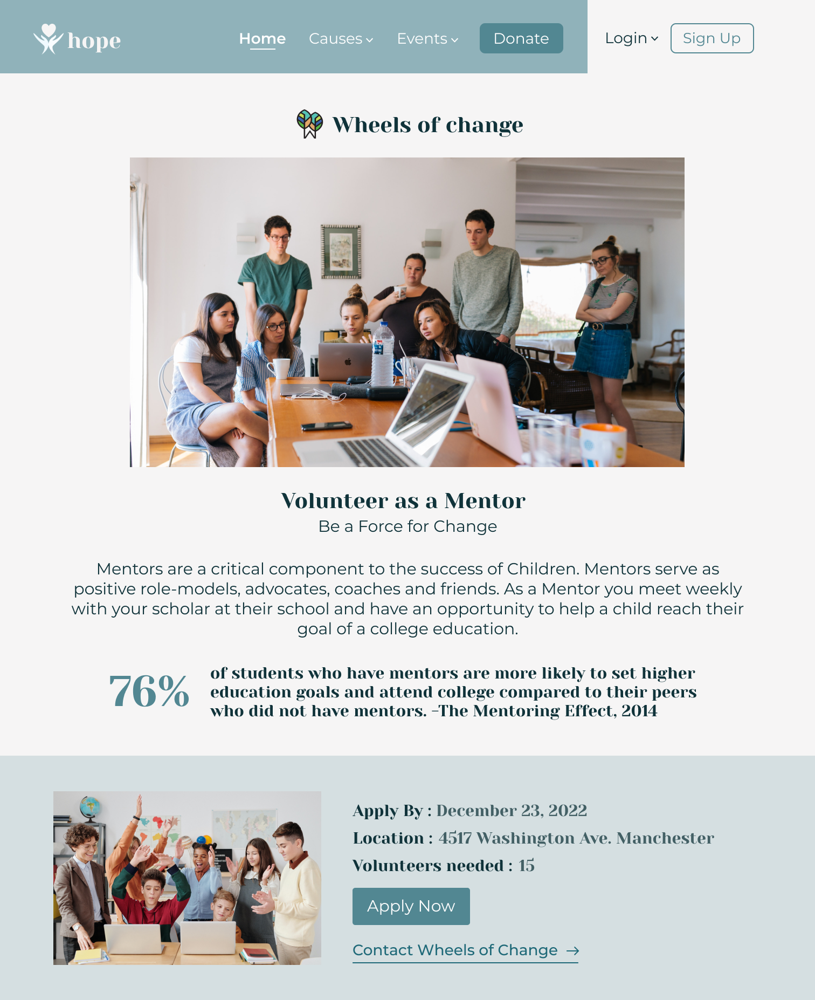 hope
Home Causes Events Donate Login Sign Up
Wheels of change
Volunteer as a Mentor
Be a Force for Change
Mentors are a critical component to the success of Children. Mentors serve as
positive role-models, advocates, coaches and friends. As a Mentor you meet weekly
with your scholar at their school and have an opportunity to help a child reach their
goal of a college education.
76%
of students who have mentors are more likely to set higher
education goals and attend college compared to their peers
who did not have mentors. -The Mentoring Effect, 2014
Apply By : December 23, 2022
Location : 4517 Washington Ave. Manchester
Volunteers needed : 15
Apply Now
Contact Wheels of Change →